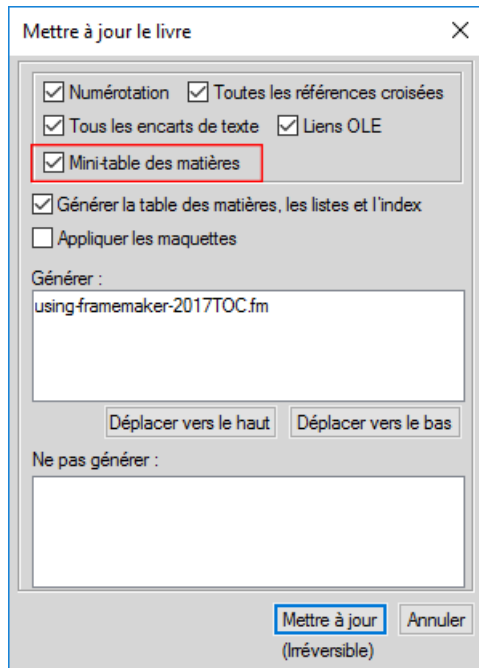 Mettre à jour le livre
Numérotation Toutes les références croisées
Tous les encarts de texte Liens OLE
Mini-table des matières
Générer la table des matières, les listes et l'index
Appliquer les maquettes
Générer :
using-framemaker-2017TOC.fm
Déplacer vers le haut Déplacer vers le bas
Ne pas générer :
Mettre à jour Annuler
(Irréversible)